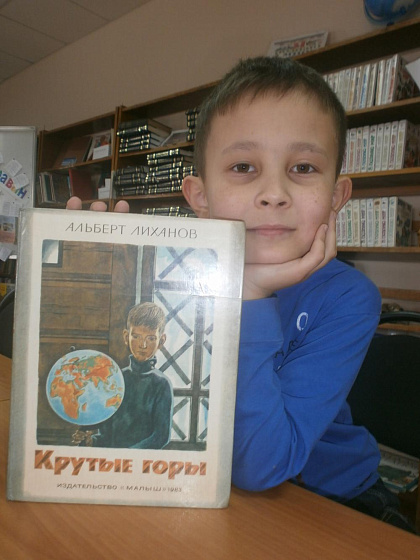 АЛЬБЕРТ ЛИХАНОВ
Крутые горы
ИЗДАТЕЛЬСТВО • МАЛЫШ • 1983